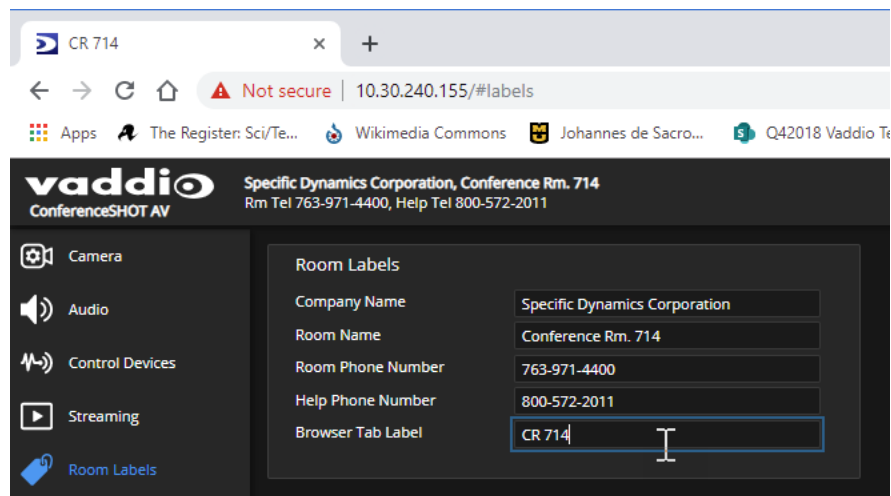 CR 714
Not secure | 10.30.240.155/#labels
Apps The Register: Sci/Te... Wikimedia Commons Johannes de Sacro... Q42018 Vaddio Te
vaddio
ConferenceSHOT AV
Specific Dynamics Corporation, Conference Rm. 714
Rm Tel 763-971-4400, Help Tel 800-572-2011
Camera
Audio
Control Devices
Streaming
Room Labels
Room Labels
Company Name Specific Dynamics Corporation
Room Name Conference Rm. 714
Room Phone Number 763-971-4400
Help Phone Number 800-572-2011
Browser Tab Label CR 714